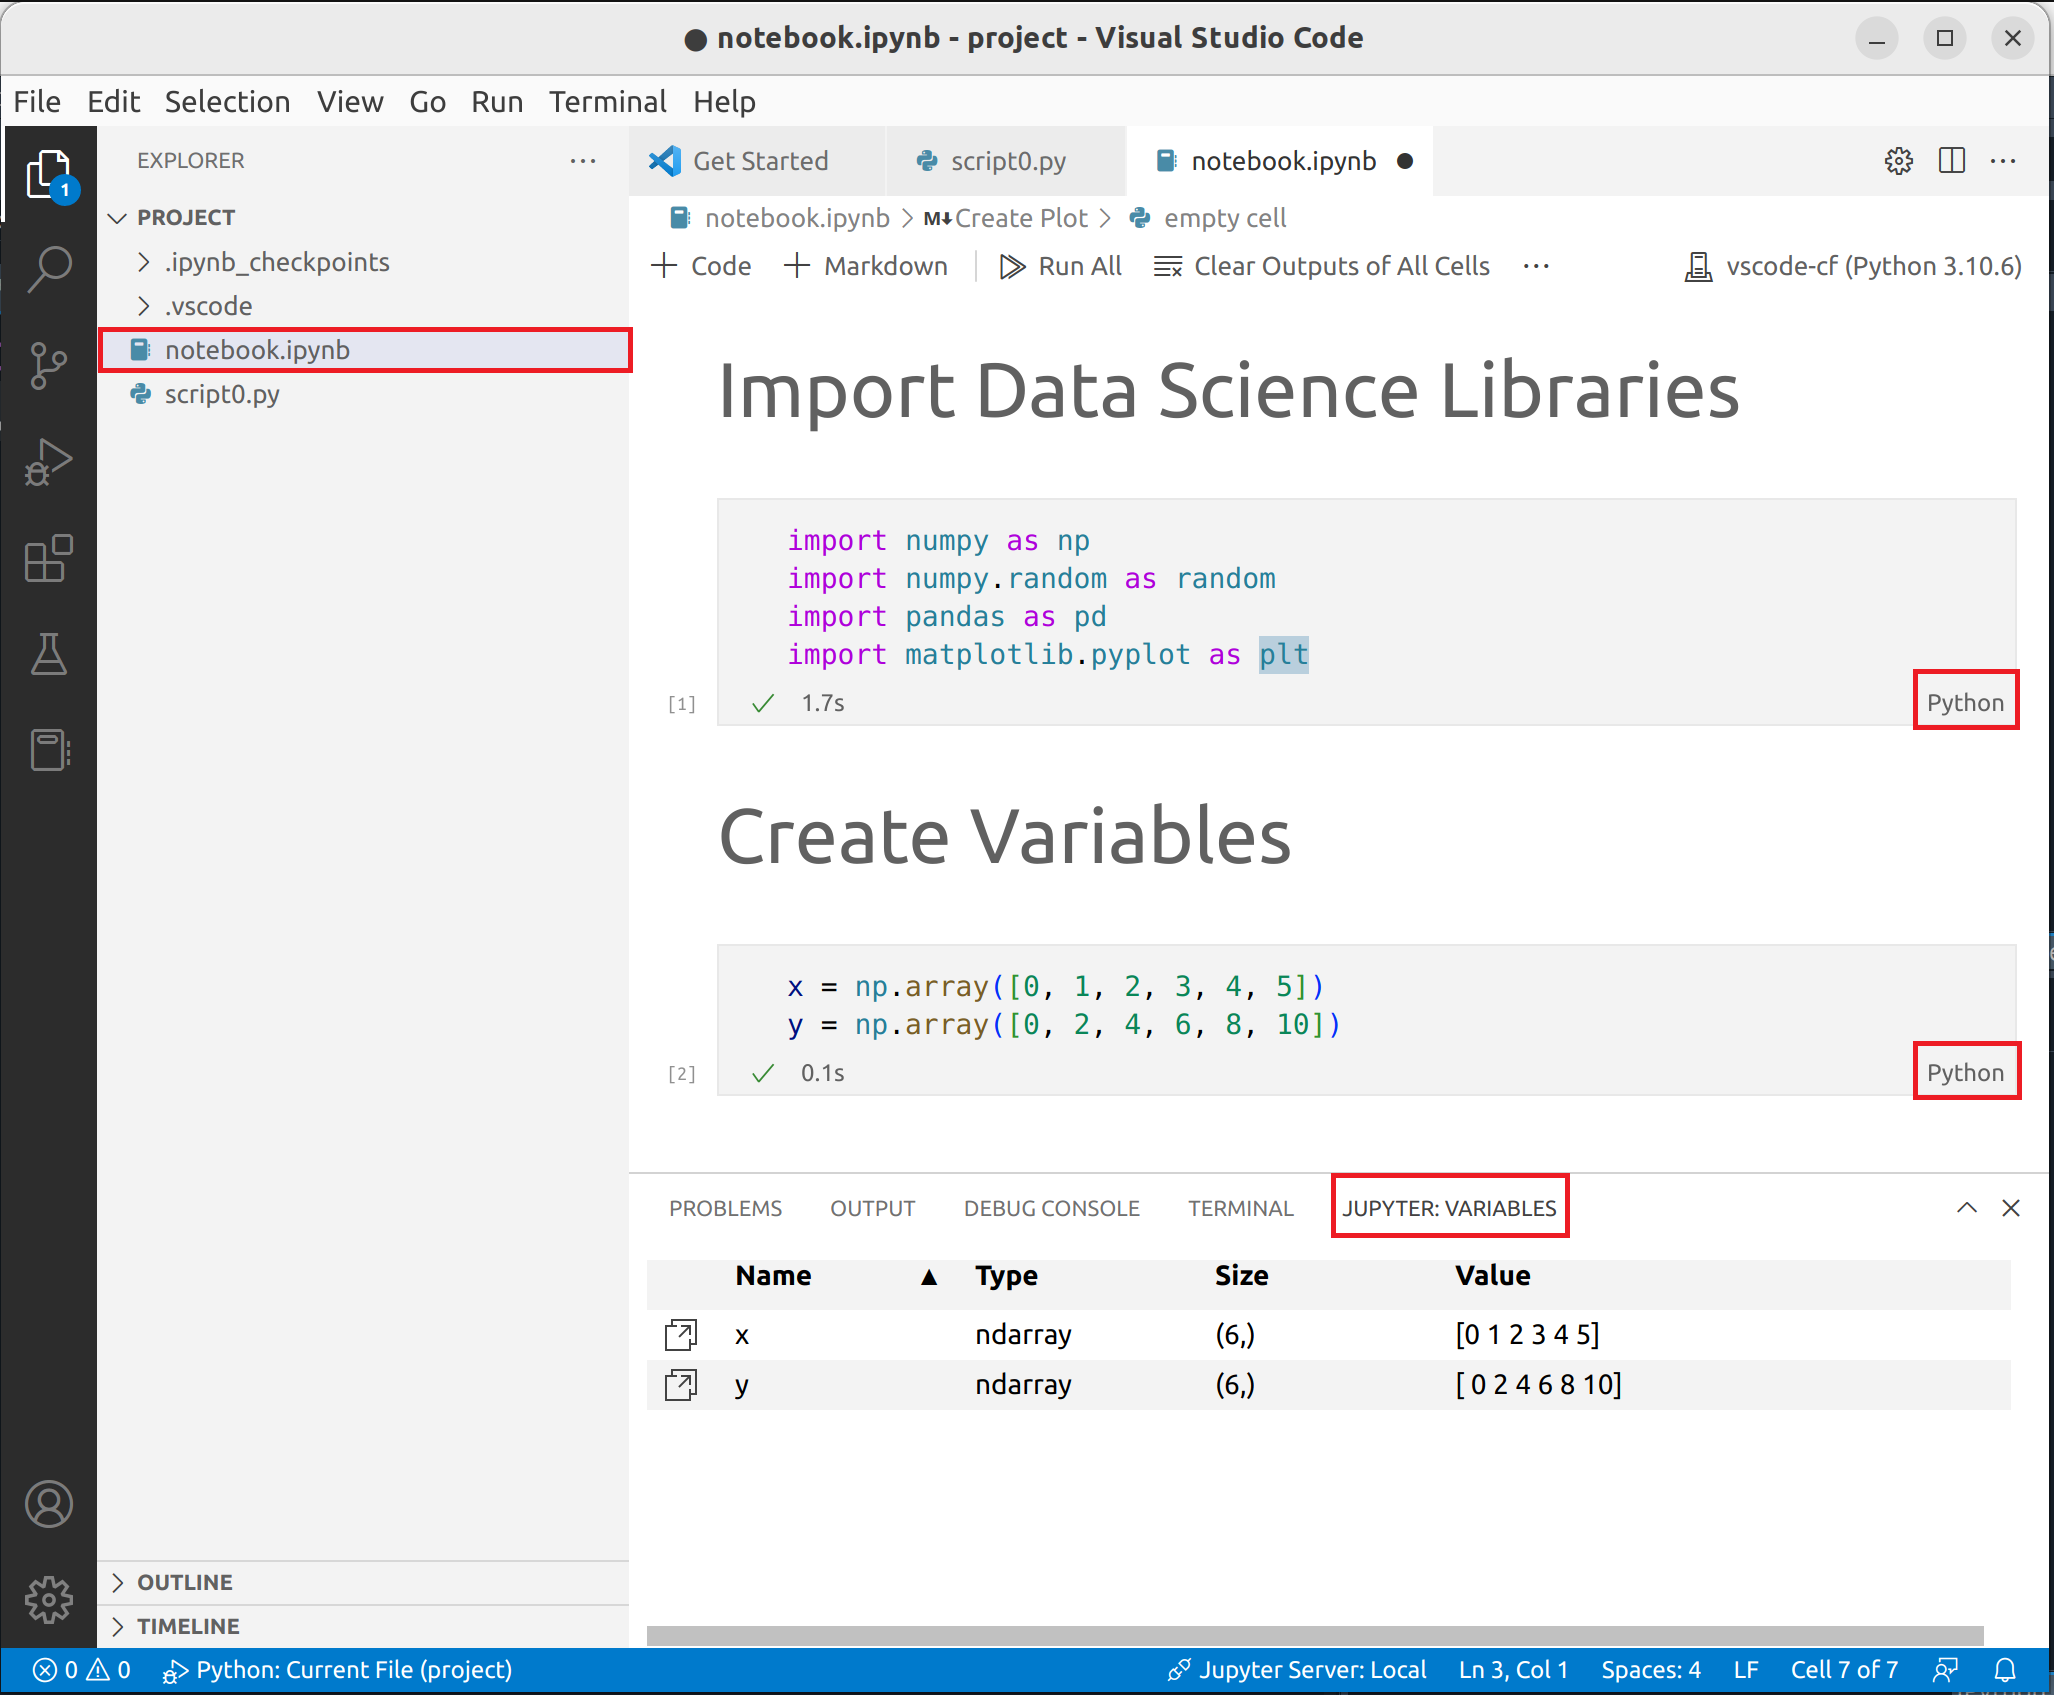 ● notebook.ipynb - project - Visual Studio Code
File Edit Selection View Go Run Terminal Help
1
EXPLORER
PROJECT
.ipynb_checkpoints
.vscode
notebook.ipynb
script0.py
Get Started script0.py notebook.ipynb ●
notebook.ipynb > M↓ Create Plot > empty cell
+ Code + Markdown Run All Clear Outputs of All Cells ... vscode-cf (Python 3.10.6)
Import Data Science Libraries
import numpy as np
import numpy.random as random
import pandas as pd
import matplotlib.pyplot as plt
[1] ✓ 1.7s Python
Create Variables
x = np.array([0, 1, 2, 3, 4, 5])
y = np.array([0, 2, 4, 6, 8, 10])
[2] ✓ 0.1s Python
PROBLEMS OUTPUT DEBUG CONSOLE TERMINAL JUPYTER: VARIABLES
Name ▲ Type Size Value
x ndarray (6,) [0 1 2 3 4 5]
y ndarray (6,) [ 0 2 4 6 8 10]
OUTLINE
TIMELINE
0 0 Python: Current File (project) Jupyter Server: Local Ln 3, Col 1 Spaces: 4 LF Cell 7 of 7